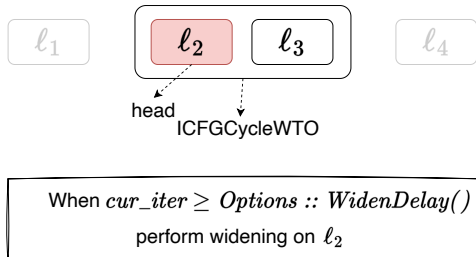 ℓ1 ℓ2 ℓ3 ℓ4
head
ICFGCycleWTO
When cur_iter ≥ Options :: WidenDelay()
perform widening on ℓ2